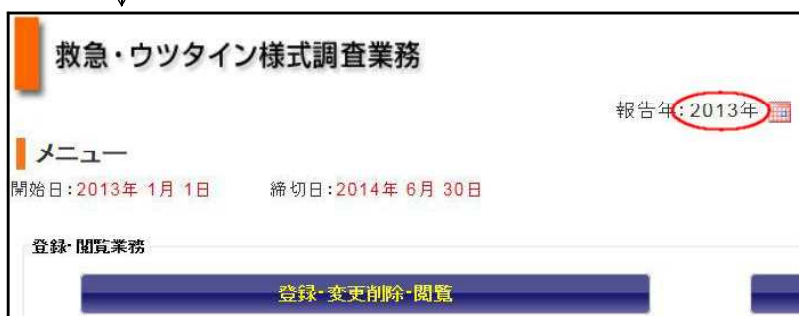 救急・ウツタイン様式調査業務
報告年:2013年
メニュー
開始日:2013年 1月 1日 締切日:2014年 6月 30日
登録・閲覧業務
登録・変更削除・閲覧